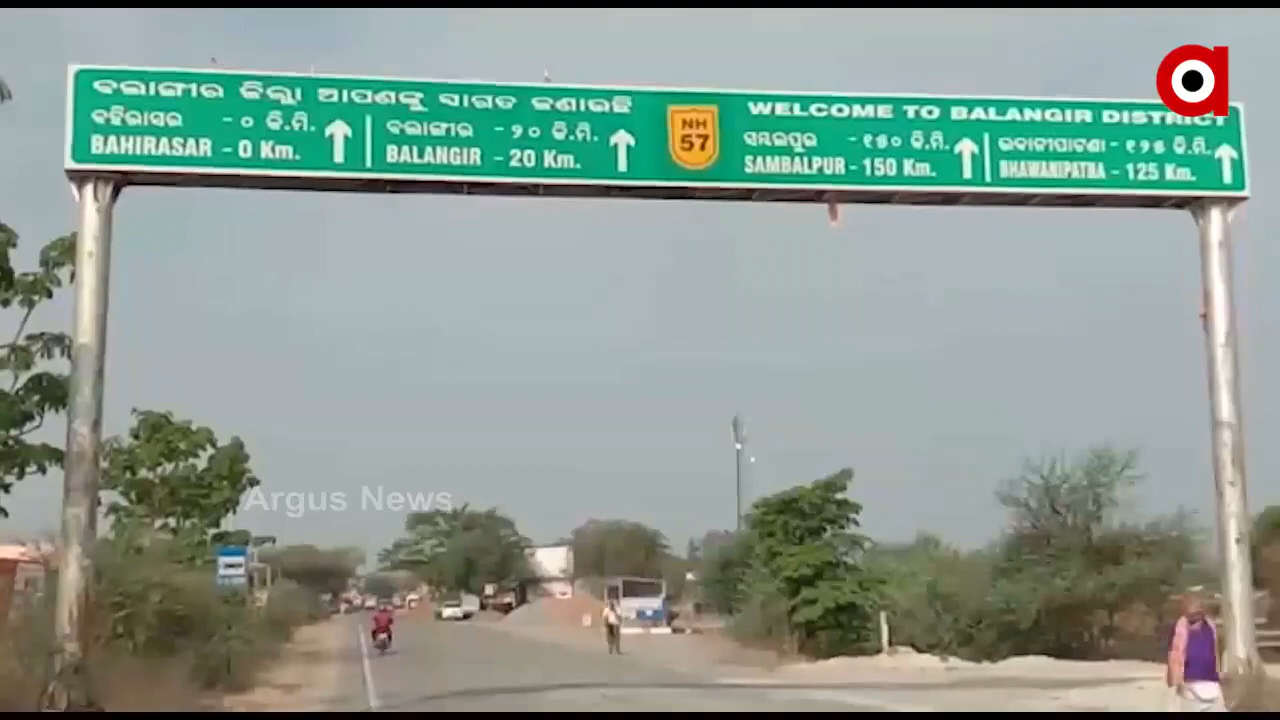 ବଲାଙ୍ଗୀର ଜିଲ୍ଲା ଆପଣଙ୍କୁ ସ୍ୱାଗତ ଜଣାଉଛି
ବହିରାସର - ୦ କି.ମି.
BAHIRASAR - 0 Km.
ବଲାଙ୍ଗୀର - ୨୦ କି.ମି.
BALANGIR - 20 Km.
NH
57
WELCOME TO BALANGIR DISTRICT
ସମ୍ବଲପୁର - ୧୫୦ କି.ମି.
SAMBALPUR - 150 Km.
ଭବାନୀପାଟଣା - ୧୨୫ କି.ମି.
BHAWANIPATNA - 125 Km.
a
Argus News